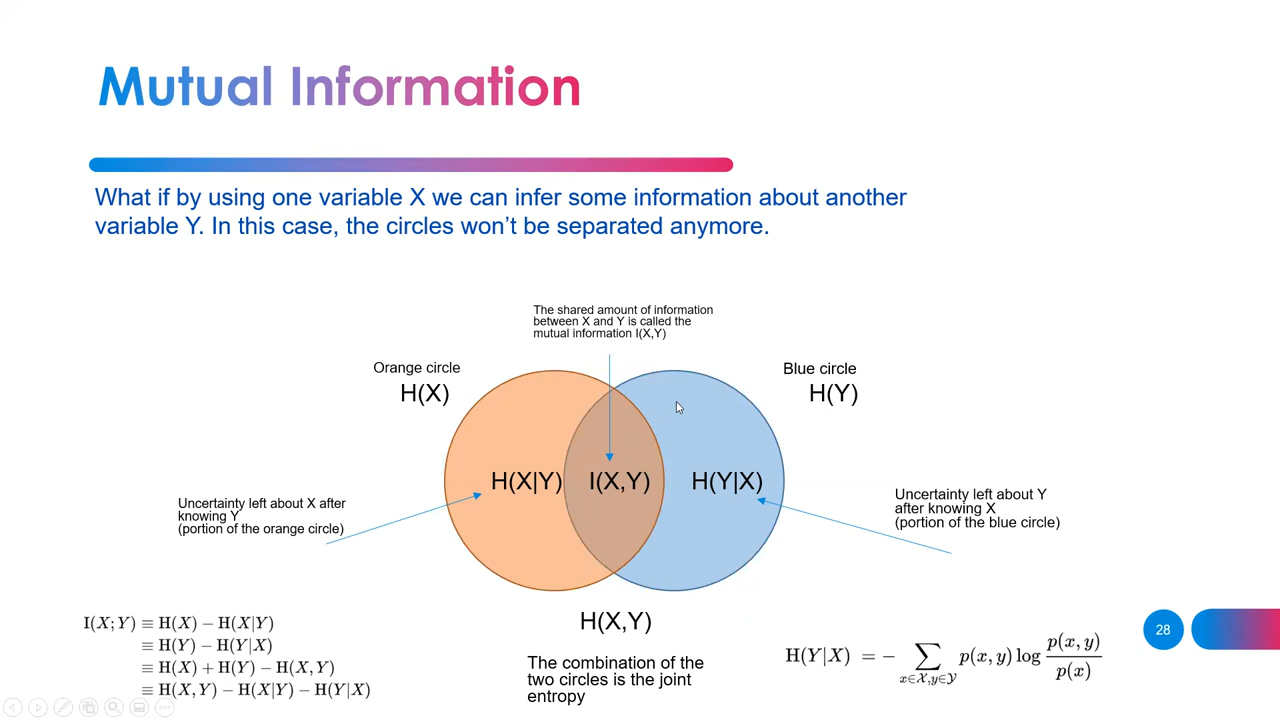 Mutual Information
What if by using one variable X we can infer some information about another
variable Y. In this case, the circles won't be separated anymore.
The shared amount of information
between X and Y is called the
mutual information I(X,Y)
Orange circle
H(X)
Blue circle
H(Y)
H(X|Y)
I(X,Y)
H(Y|X)
Uncertainty left about X after
knowing Y
(portion of the orange circle)
Uncertainty left about Y
after knowing X
(portion of the blue circle)
H(X,Y)
The combination of the
two circles is the joint
entropy
I(X;Y) ≡ H(X) − H(X|Y)
≡ H(Y) − H(Y|X)
≡ H(X) + H(Y) − H(X,Y)
≡ H(X,Y) − H(X|Y) − H(Y|X)
H(Y|X) = − ∑ x∈𝒳,y∈𝒴 p(x,y) log p(x,y) / p(x)
28